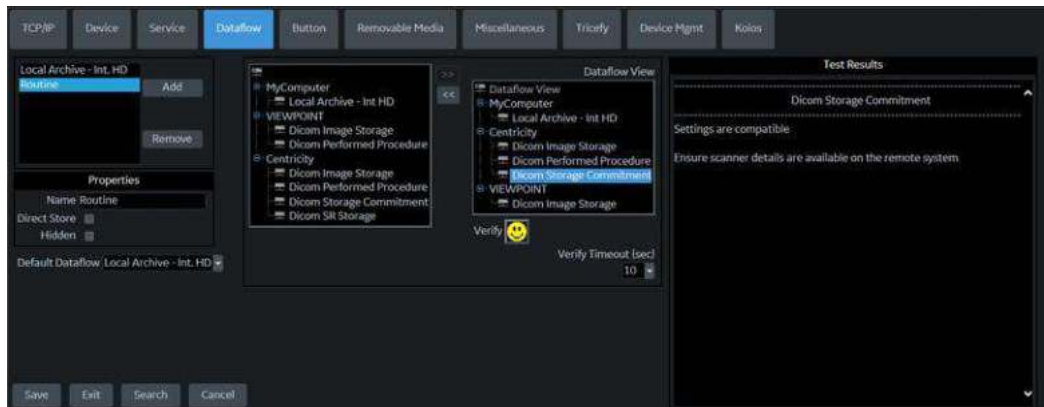 TCP/IP Device Service Dataflow Button Removable Media Miscellaneous Tricefy Device Mgmt Koios
Local Archive - Int. HD
Routine
Add
Remove
Properties
Name Routine
Direct Store
Hidden
Default Dataflow Local Archive - Int. HD
MyComputer
Local Archive - Int HD
VIEWPOINT
Dicom Image Storage
Dicom Performed Procedure
Centricity
Dicom Image Storage
Dicom Performed Procedure
Dicom Storage Commitment
Dicom SR Storage
>>
<<
Dataflow View
Dataflow View
MyComputer
Local Archive - Int HD
Centricity
Dicom Image Storage
Dicom Performed Procedure
Dicom Storage Commitment
VIEWPOINT
Dicom Image Storage
Verify
Verify Timeout (sec)
10
Test Results
Dicom Storage Commitment
Settings are compatible
Ensure scanner details are available on the remote system
Save Exit Search Cancel